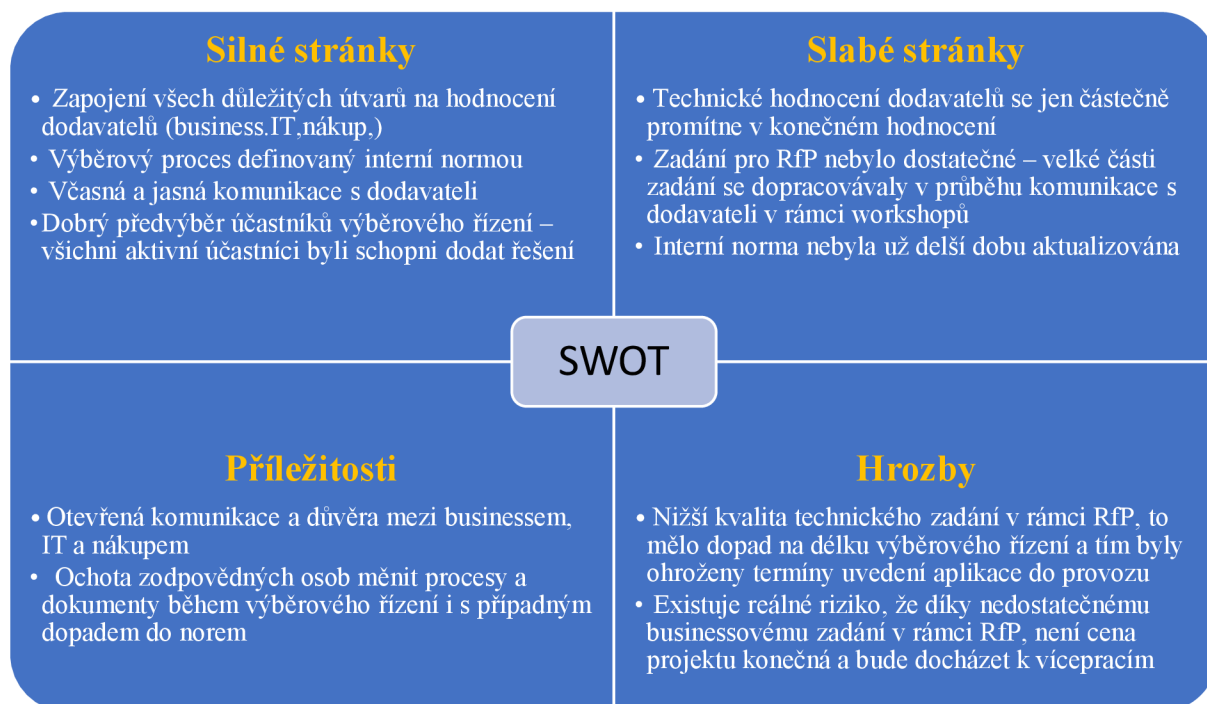 Silné stránky
• Zapojení všech důležitých útvarů na hodnocení
dodavatelů (business.IT,nákup,)
• Výběrový proces definovaný interní normou
• Včasná a jasná komunikace s dodavateli
• Dobrý předvýběr účastníků výběrového řízení –
všichni aktivní účastníci byli schopni dodat řešení
Slabé stránky
• Technické hodnocení dodavatelů se jen částečně
promítne v konečném hodnocení
• Zadání pro RfP nebylo dostatečné – velké části
zadání se dopracovávaly v průběhu komunikace s
dodavateli v rámci workshopů
• Interní norma nebyla už delší dobu aktualizována
SWOT
Příležitosti
• Otevřená komunikace a důvěra mezi businessem,
IT a nákupem
• Ochota zodpovědných osob měnit procesy a
dokumenty během výběrového řízení i s případným
dopadem do norem
Hrozby
• Nižší kvalita technického zadání v rámci RfP, to
mělo dopad na délku výběrového řízení a tím byly
ohroženy termíny uvedení aplikace do provozu
• Existuje reálné riziko, že díky nedostatečnému
businessovému zadání v rámci RfP, není cena
projektu konečná a bude docházet k vícepracím